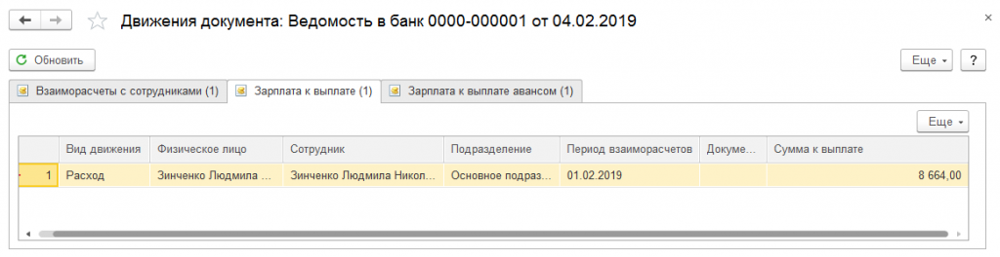 Движения документа: Ведомость в банк 0000-000001 от 04.02.2019
Обновить Еще ?
Взаиморасчеты с сотрудниками (1) Зарплата к выплате (1) Зарплата к выплате авансом (1)
Еще
Вид движения Физическое лицо Сотрудник Подразделение Период взаиморасчетов Докуме... Сумма к выплате
1 Расход Зинченко Людмила ... Зинченко Людмила Никол... Основное подраз... 01.02.2019 8 664,00